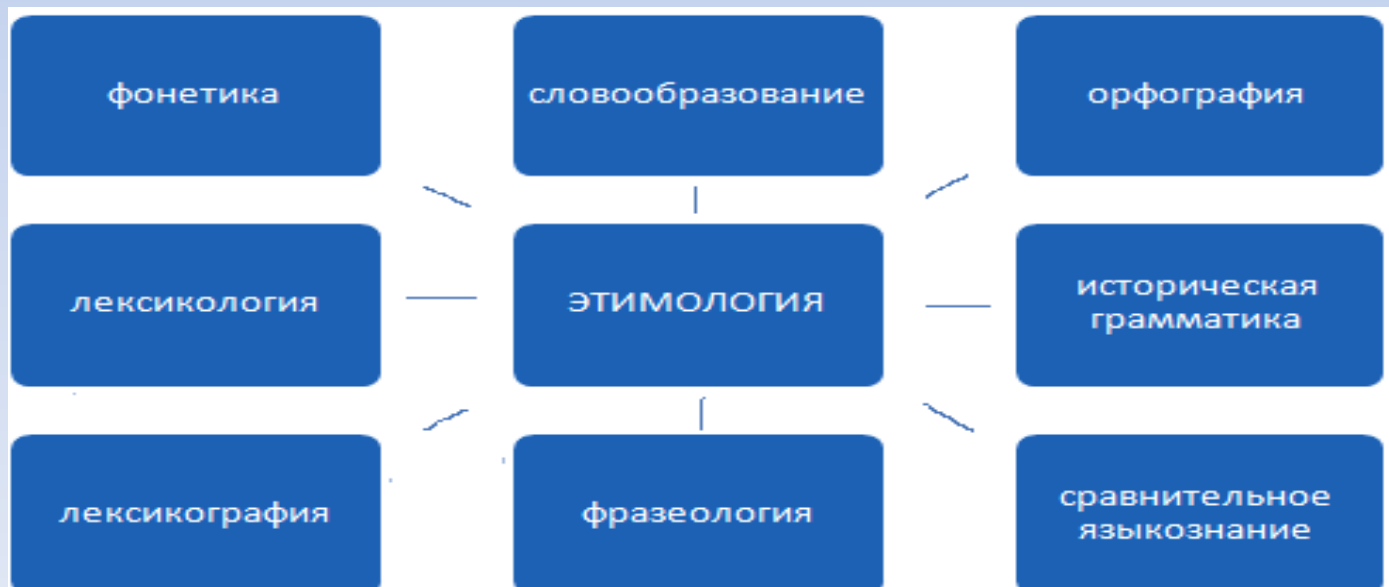 фонетика
словообразование
орфография
лексикология
ЭТИМОЛОГИЯ
историческая
грамматика
лексикография
фразеология
сравнительное
языкознание